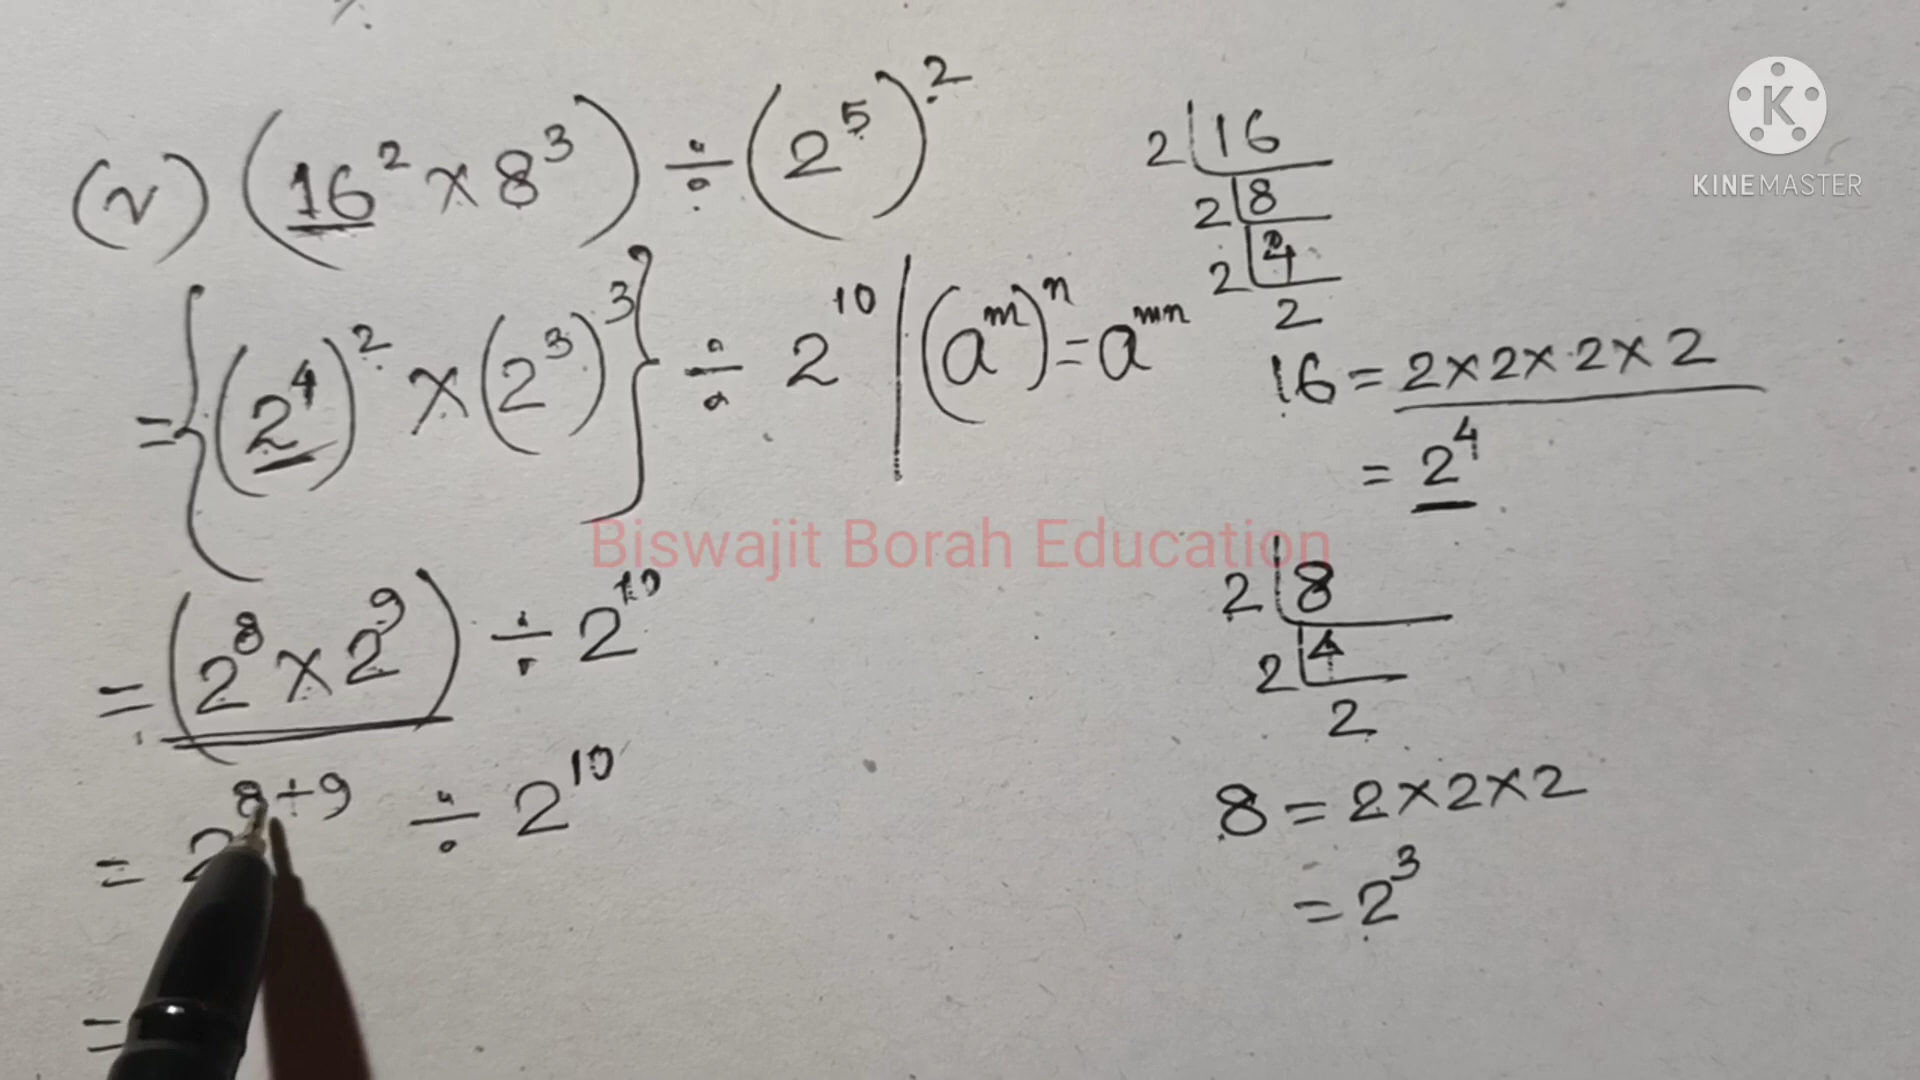 (v) (16² × 8³) ÷ (2⁵)²
= {(2⁴)² × (2³)³} ÷ 2¹⁰ | (aᵐ)ⁿ = aᵐⁿ
= (2⁸ × 2⁹) ÷ 2¹⁰
= 2⁸⁺⁹ ÷ 2¹⁰
=
2 | 16
2 | 8
2 | 4
2
16 = 2 × 2 × 2 × 2
= 2⁴
2 | 8
2 | 4
2
8 = 2 × 2 × 2
= 2³
Biswajit Borah Education
K
KINEMASTER